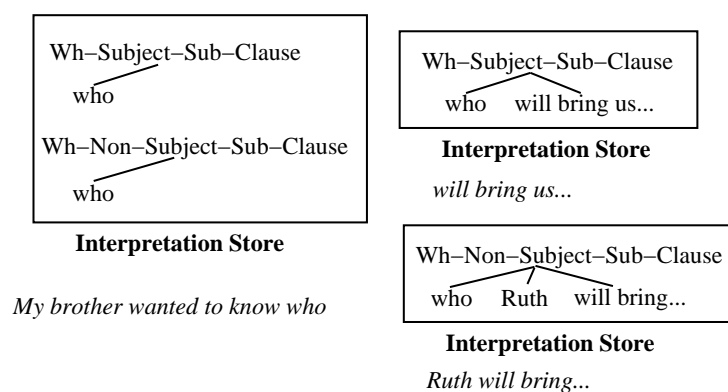 Wh–Subject–Sub–Clause
who
Wh–Non–Subject–Sub–Clause
who
Interpretation Store
My brother wanted to know who
Wh–Subject–Sub–Clause
who will bring us...
Interpretation Store
will bring us...
Wh–Non–Subject–Sub–Clause
who Ruth will bring...
Interpretation Store
Ruth will bring...